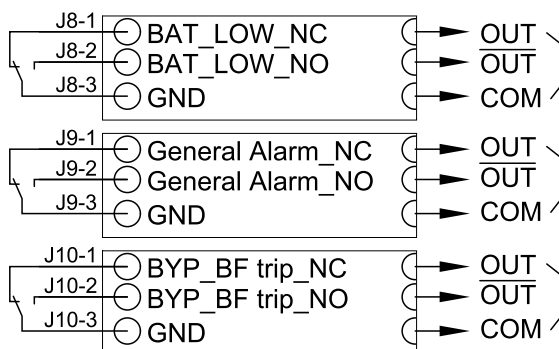 J8-1 BAT_LOW_NC OUT
J8-2 BAT_LOW_NO OUT
J8-3 GND COM
J9-1 General Alarm_NC OUT
J9-2 General Alarm_NO OUT
J9-3 GND COM
J10-1 BYP_BF trip_NC OUT
J10-2 BYP_BF trip_NO OUT
J10-3 GND COM